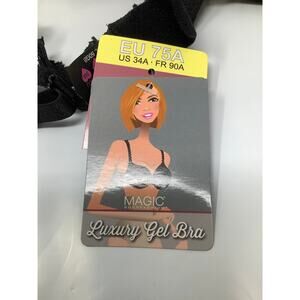 EU 75A
US 34A · FR 90A
MAGIC
Luxury Gel Bra